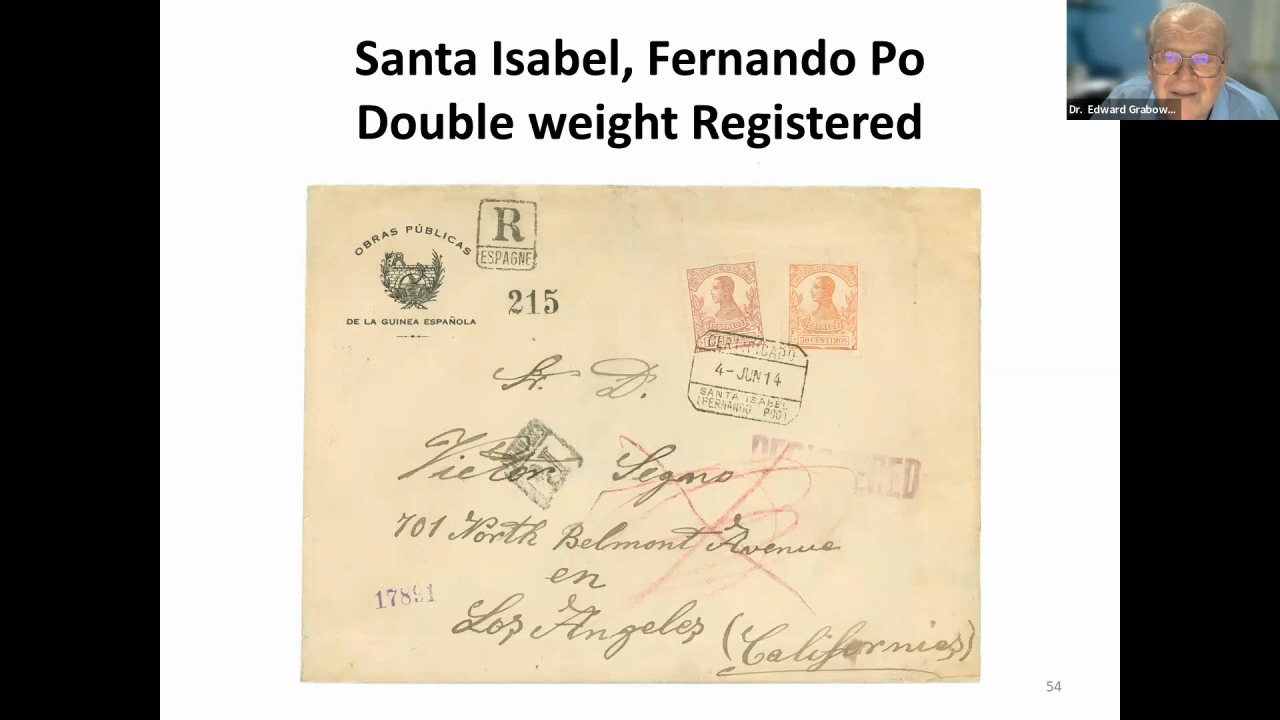 Santa Isabel, Fernando Po
Double weight Registered
Dr. Edward Grabow...
OBRAS PÚBLICAS
DE LA GUINEA ESPAÑOLA
R
ESPAGNE
215
50 CENTIMOS
CERTIFICADO
4-JUN 14
SANTA ISABEL
(FERNANDO POO)
Sr. D.
Victor Segno
REGISTERED
701 North Belmont Avenue
en
17891
Los Angeles (California)
54